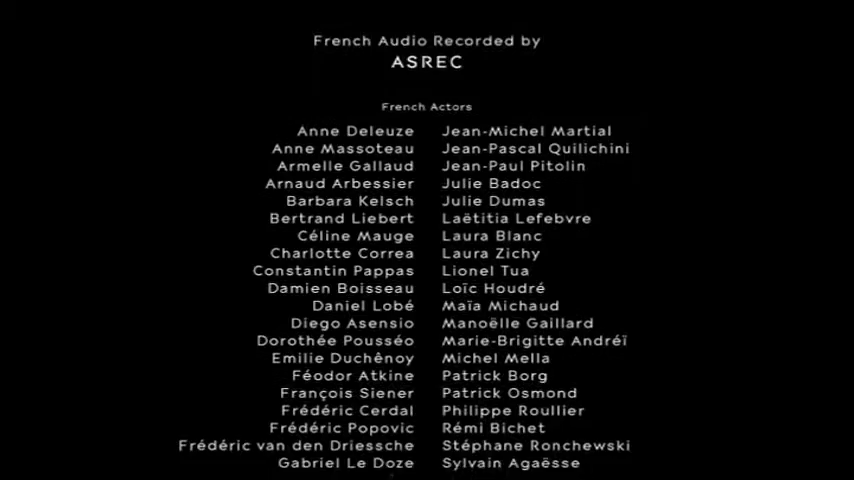 French Audio Recorded by
ASREC
French Actors
Anne Deleuze Jean-Michel Martial
Anne Massoteau Jean-Pascal Quilichini
Armelle Gallaud Jean-Paul Pitolin
Arnaud Arbessier Julie Badoc
Barbara Kelsch Julie Dumas
Bertrand Liebert Laëtitia Lefebvre
Céline Mauge Laura Blanc
Charlotte Correa Laura Zichy
Constantin Pappas Lionel Tua
Damien Boisseau Loïc Houdré
Daniel Lobé Maïa Michaud
Diego Asensio Manoëlle Gaillard
Dorothée Pousséo Marie-Brigitte Andréï
Emilie Duchênoy Michel Mella
Féodor Atkine Patrick Borg
François Siener Patrick Osmond
Frédéric Cerdal Philippe Roullier
Frédéric Popovic Rémi Bichet
Frédéric van den Driessche Stéphane Ronchewski
Gabriel Le Doze Sylvain Agaësse